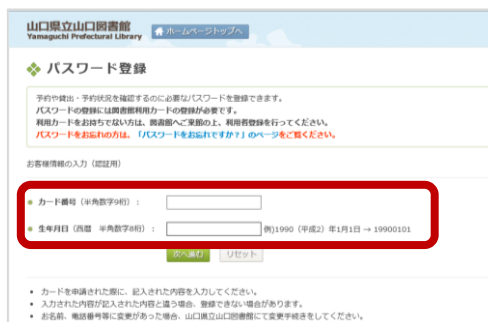 山口県立山口図書館
Yamaguchi Prefectural Library
ホームページトップへ
パスワード登録
予約や貸出・予約状況を確認するのに必要なパスワードを登録できます。
パスワードの登録には図書館利用カードの登録が必要です。
利用カードをお持ちでない方は、図書館へご来館の上、利用者登録を行ってください。
パスワードをお忘れの方は、「パスワードをお忘れですか?」のページをご覧ください。
お客様情報の入力（認証用）
カード番号（半角数字9桁）：
生年月日（西暦　半角数字8桁）： 例)1990（平成2）年1月1日 → 19900101
次へ進む リセット
カードを申請された際に、記入された内容を入力してください。
入力された内容が記入された内容と違う場合、登録できない場合があります。
お名前、電話番号等に変更があった場合、山口県立山口図書館にて変更手続きをしてください。